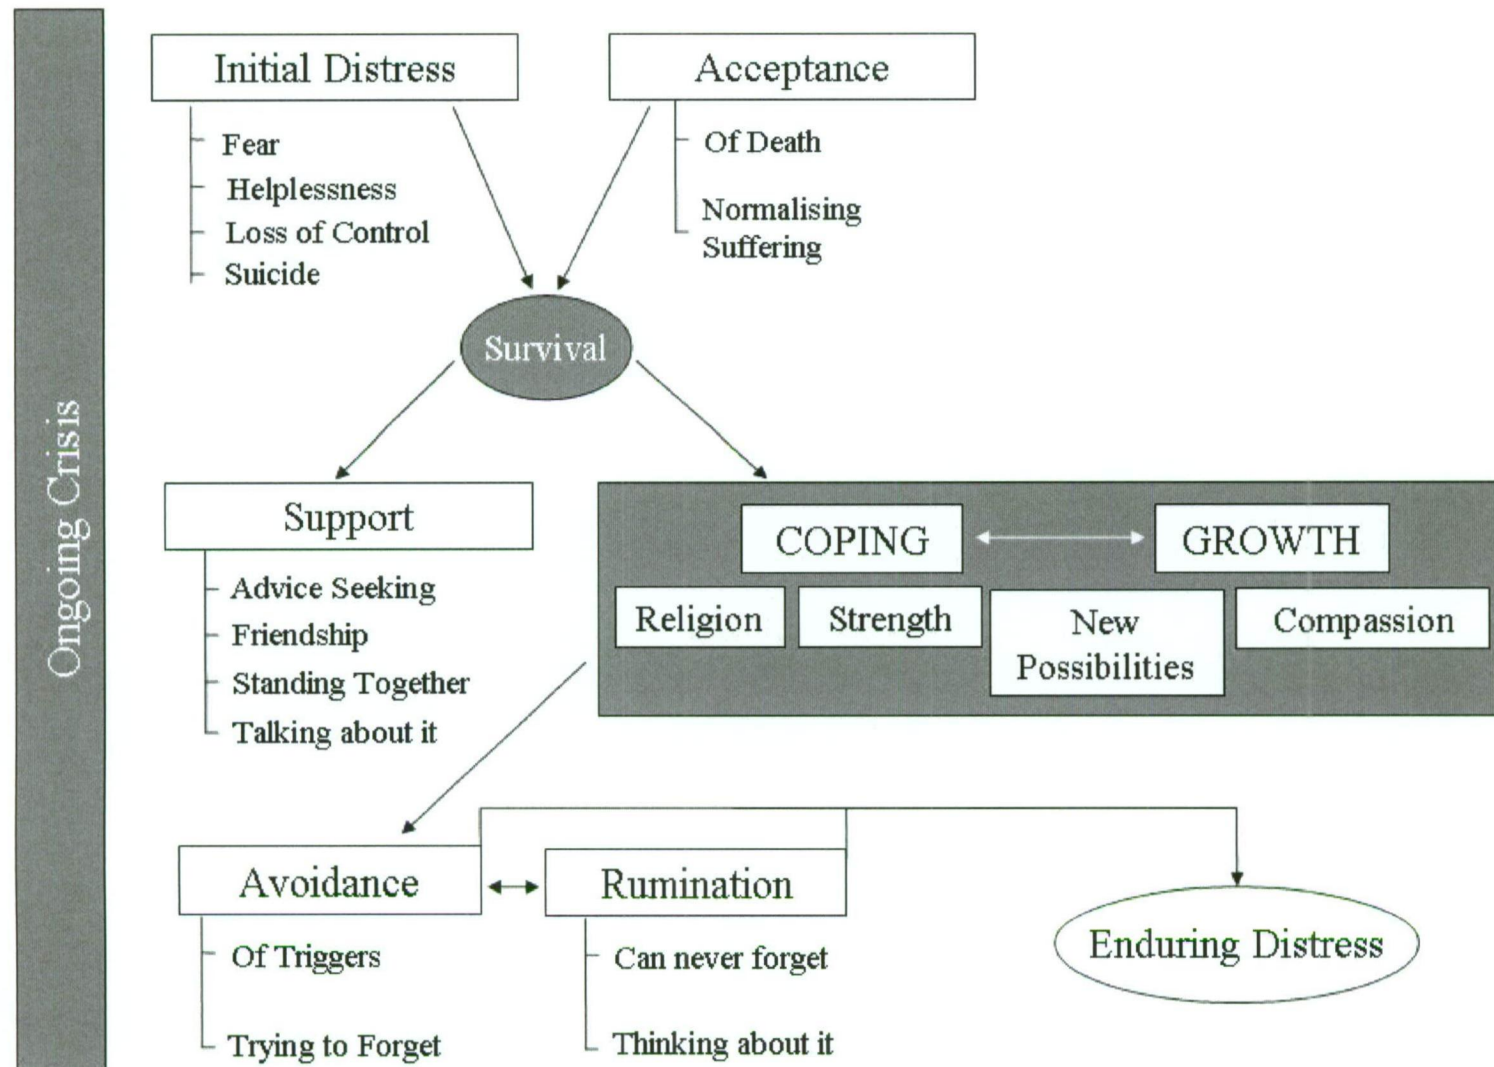 Ongoing Crisis
Initial Distress
Fear
Helplessness
Loss of Control
Suicide
Acceptance
Of Death
Normalising
Suffering
Survival
Support
Advice Seeking
Friendship
Standing Together
Talking about it
COPING
GROWTH
Religion
Strength
New
Possibilities
Compassion
Avoidance
Of Triggers
Trying to Forget
Rumination
Can never forget
Thinking about it
Enduring Distress